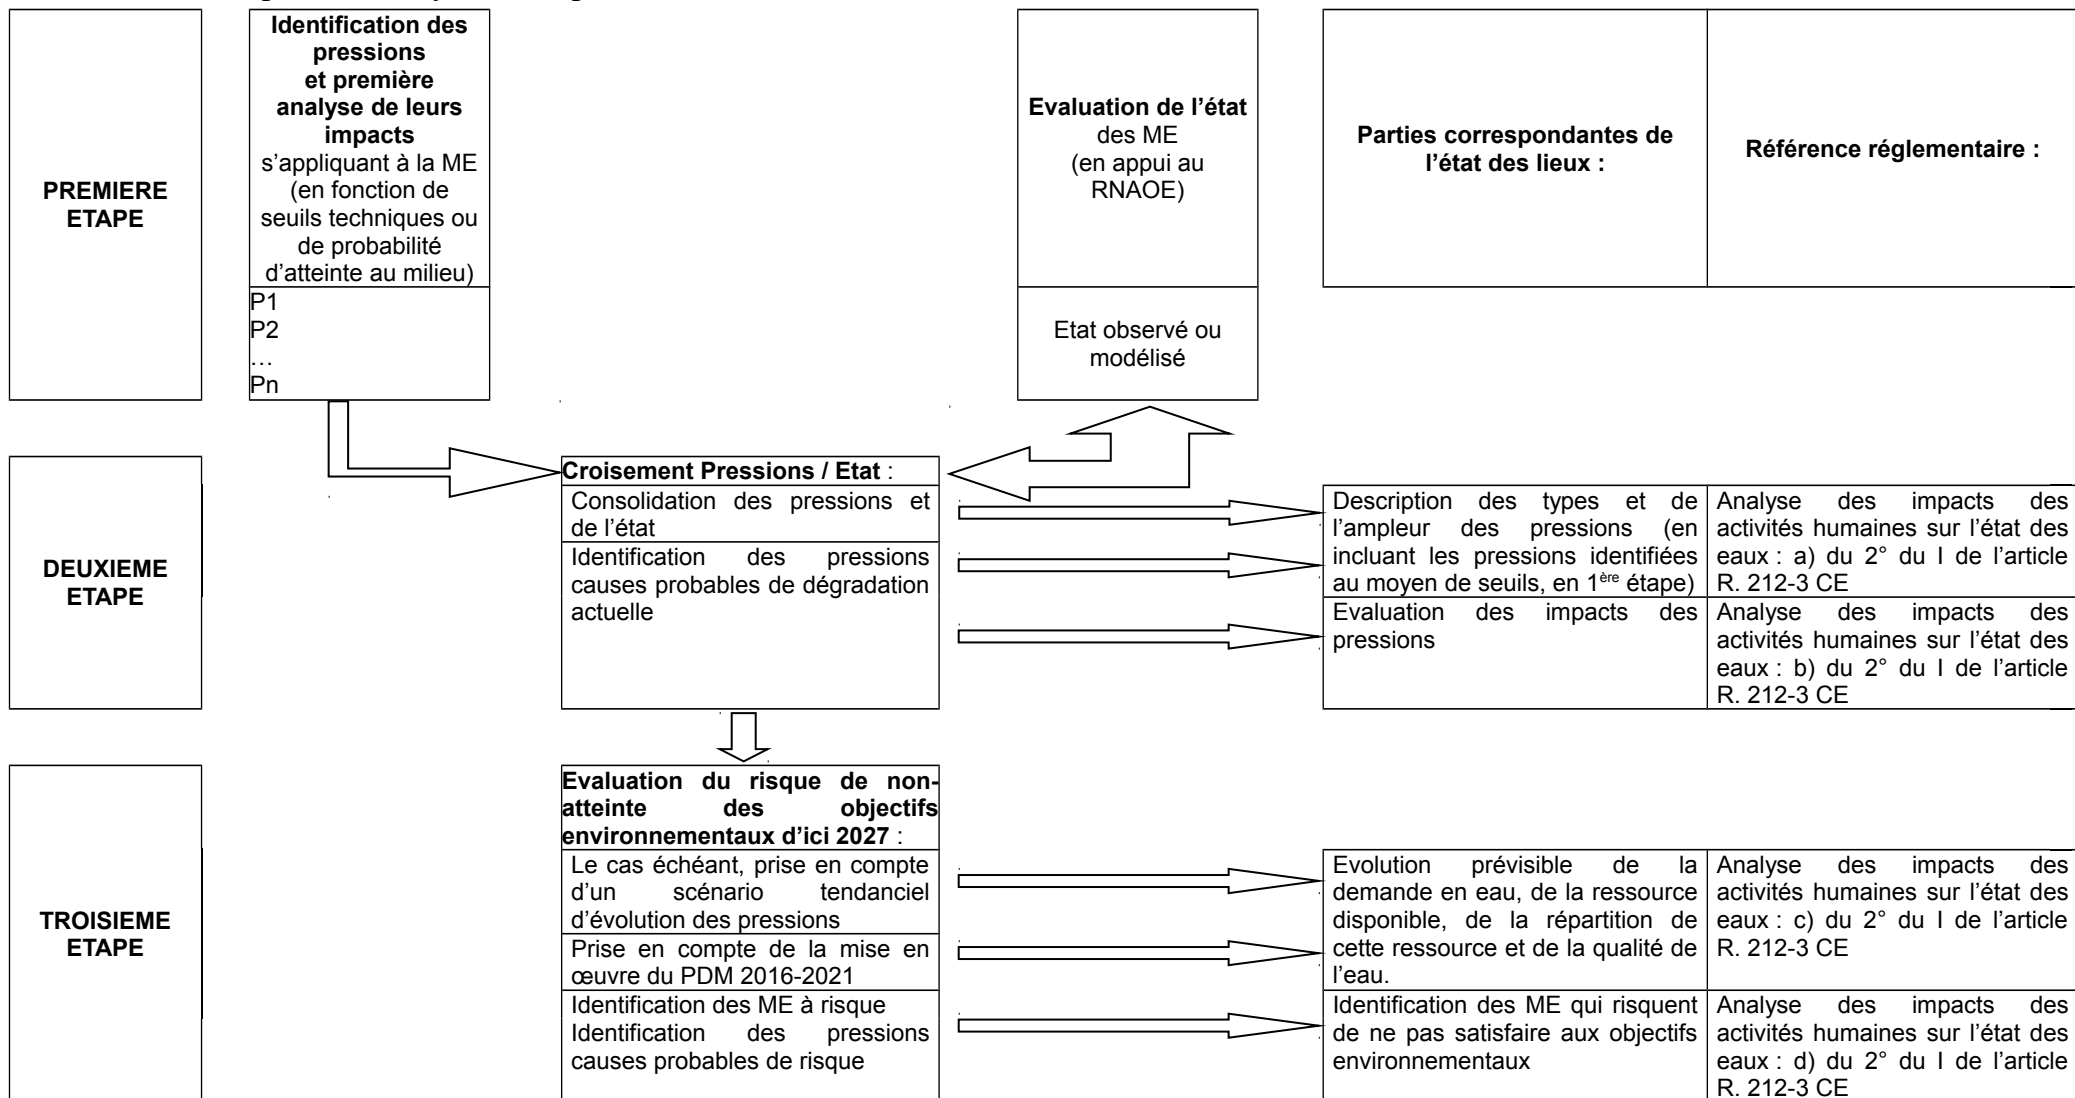 PREMIERE
ETAPE
Identification des
pressions
et première
analyse de leurs
impacts
s’appliquant à la ME
(en fonction de
seuils techniques ou
de probabilité
d’atteinte au milieu)
P1
P2
…
Pn
Evaluation de l’état
des ME
(en appui au
RNAOE)
Etat observé ou
modélisé
Parties correspondantes de
l’état des lieux :
Référence réglementaire :
DEUXIEME
ETAPE
Croisement Pressions / Etat :
Consolidation des pressions et
de l’état
Identification des pressions
causes probables de dégradation
actuelle
Description des types et de
l’ampleur des pressions (en
incluant les pressions identifiées
au moyen de seuils, en 1ère étape)
Analyse des impacts des
activités humaines sur l’état des
eaux : a) du 2° du I de l’article
R. 212-3 CE
Evaluation des impacts des
pressions
Analyse des impacts des
activités humaines sur l’état des
eaux : b) du 2° du I de l’article
R. 212-3 CE
TROISIEME
ETAPE
Evaluation du risque de non-
atteinte des objectifs
environnementaux d’ici 2027 :
Le cas échéant, prise en compte
d’un scénario tendanciel
d’évolution des pressions
Prise en compte de la mise en
œuvre du PDM 2016-2021
Identification des ME à risque
Identification des pressions
causes probables de risque
Evolution prévisible de la
demande en eau, de la ressource
disponible, de la répartition de
cette ressource et de la qualité de
l’eau.
Analyse des impacts des
activités humaines sur l’état des
eaux : c) du 2° du I de l’article
R. 212-3 CE
Identification des ME qui risquent
de ne pas satisfaire aux objectifs
environnementaux
Analyse des impacts des
activités humaines sur l’état des
eaux : d) du 2° du I de l’article
R. 212-3 CE